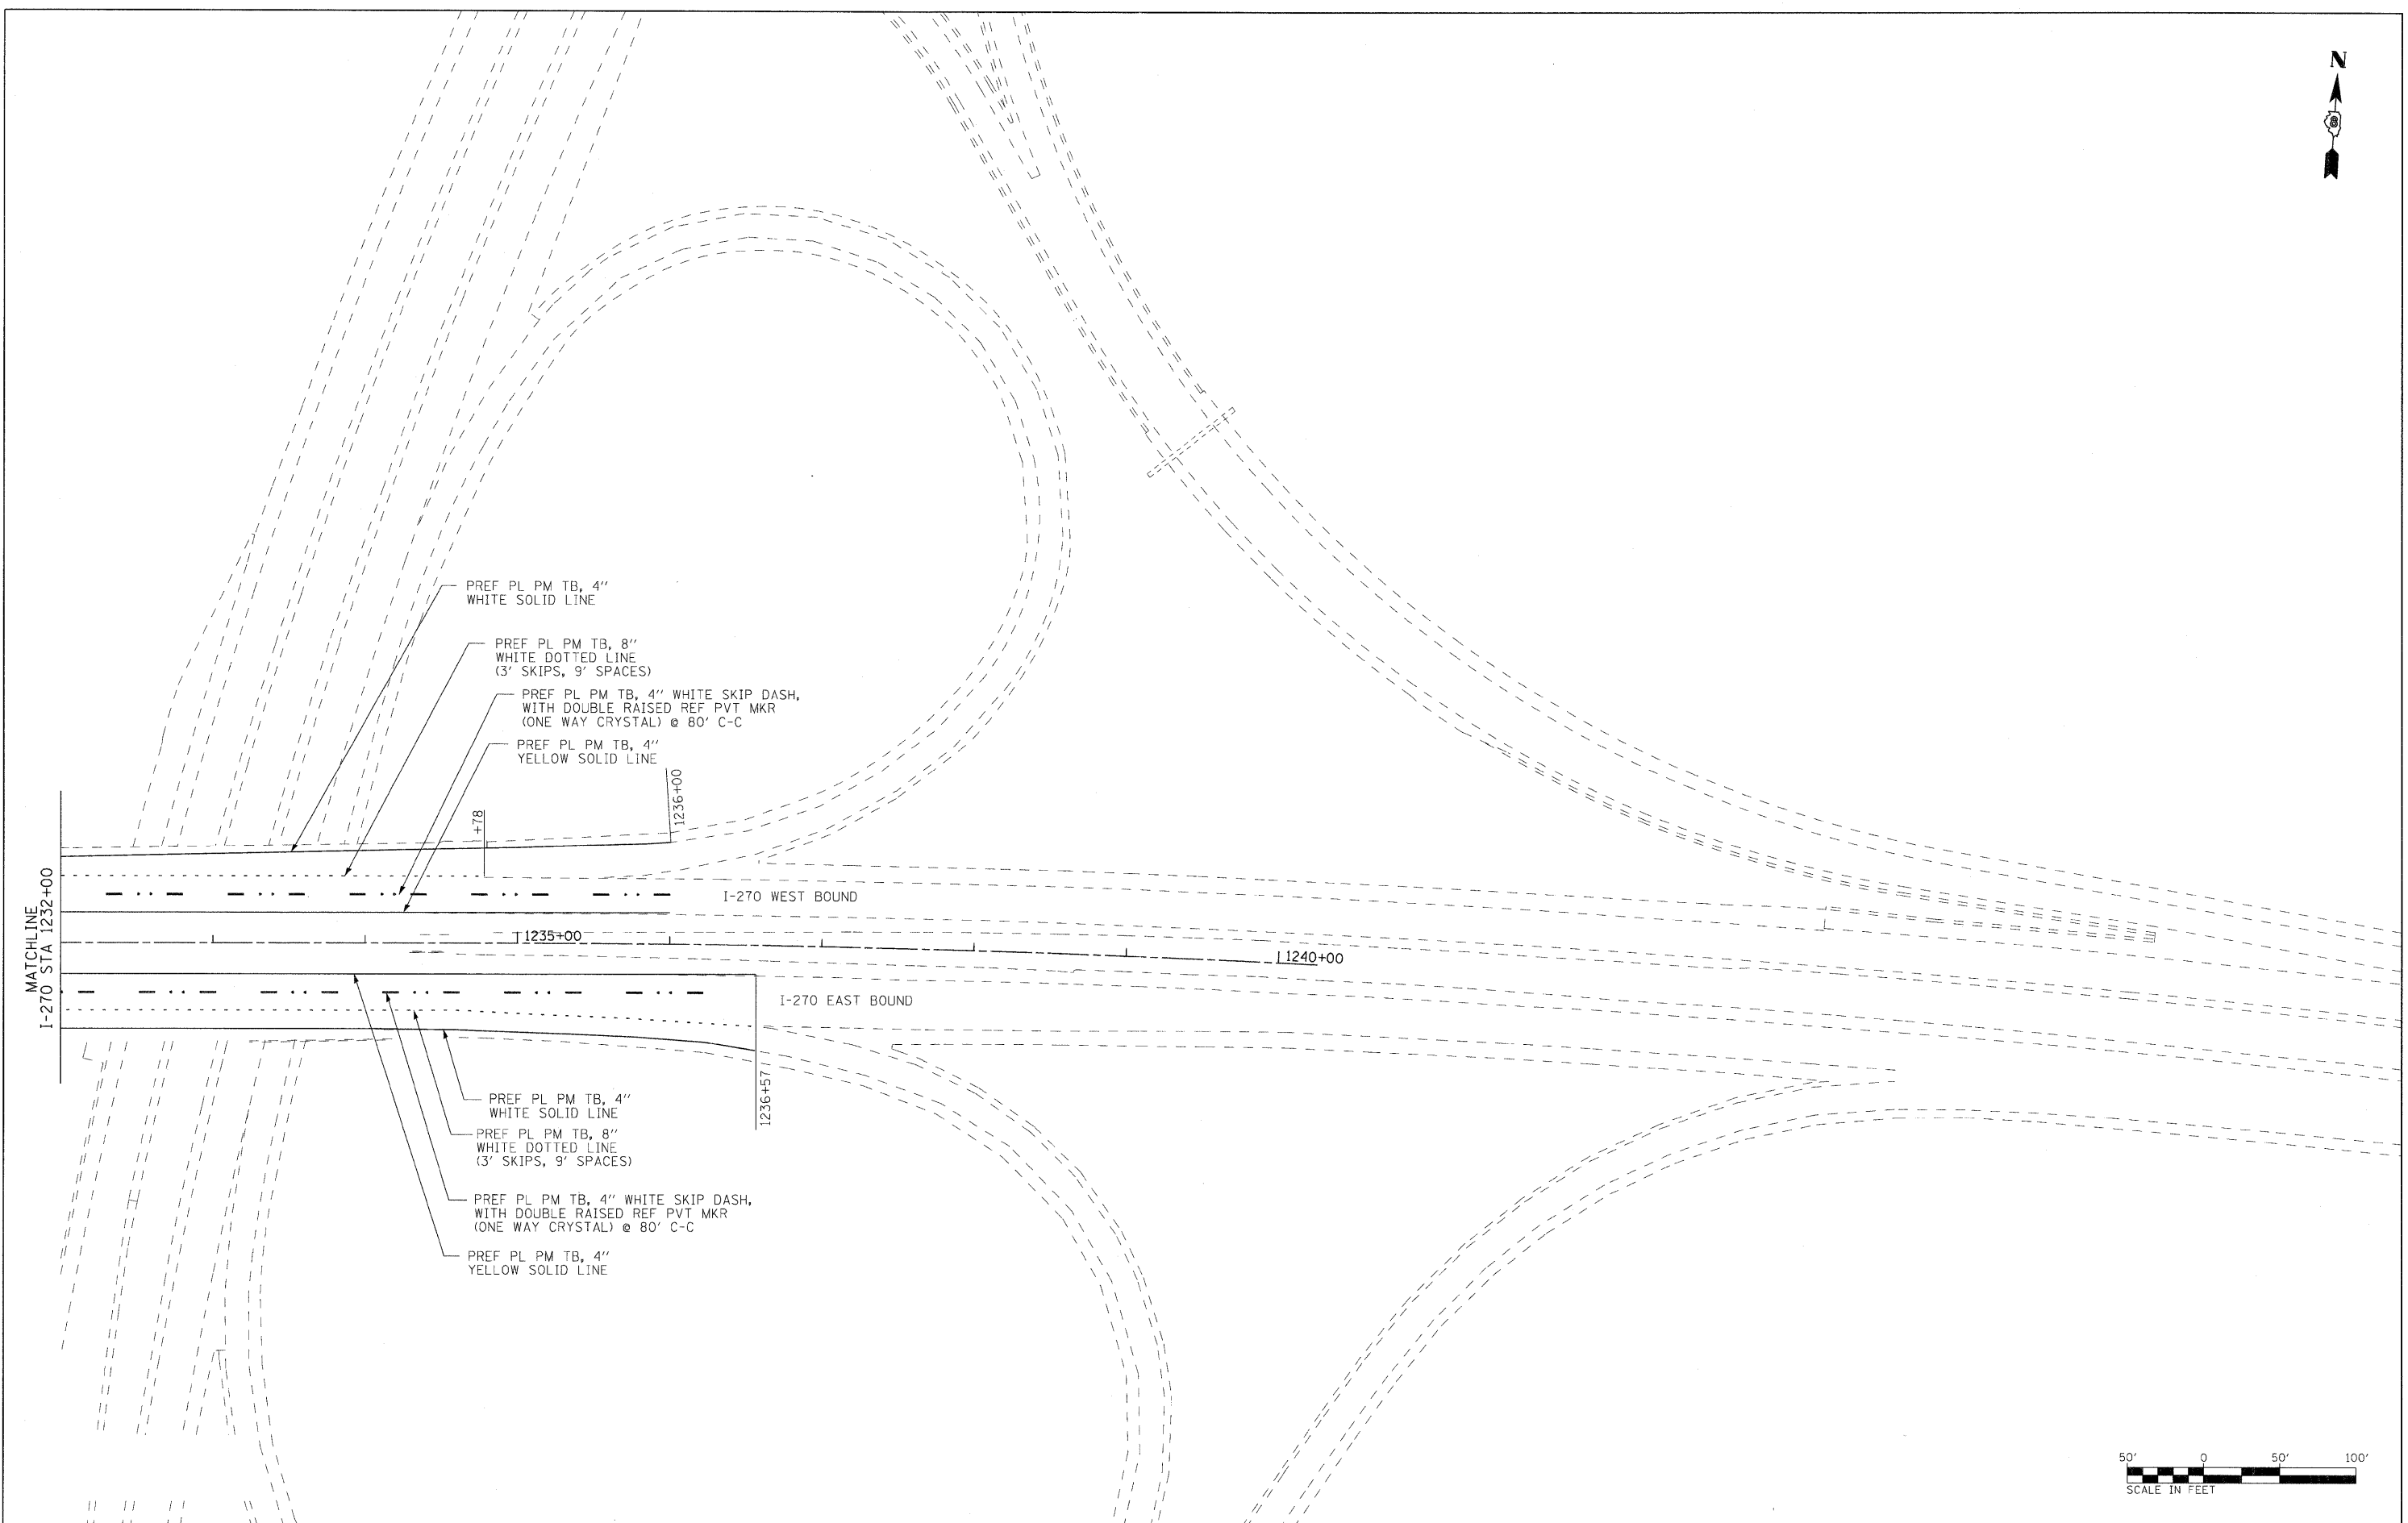 N
8
PREF PL PM TB, 4"
WHITE SOLID LINE
PREF PL PM TB, 8"
WHITE DOTTED LINE
(3' SKIPS, 9' SPACES)
PREF PL PM TB, 4" WHITE SKIP DASH,
WITH DOUBLE RAISED REF PVT MKR
(ONE WAY CRYSTAL) @ 80' C-C
PREF PL PM TB, 4"
YELLOW SOLID LINE
+78
1236+00
MATCHLINE
I-270 STA 1232+00
I-270 WEST BOUND
1235+00
1240+00
I-270 EAST BOUND
1236+57
PREF PL PM TB, 4"
WHITE SOLID LINE
PREF PL PM TB, 8"
WHITE DOTTED LINE
(3' SKIPS, 9' SPACES)
PREF PL PM TB, 4" WHITE SKIP DASH,
WITH DOUBLE RAISED REF PVT MKR
(ONE WAY CRYSTAL) @ 80' C-C
PREF PL PM TB, 4"
YELLOW SOLID LINE
50' 0 50' 100'
SCALE IN FEET